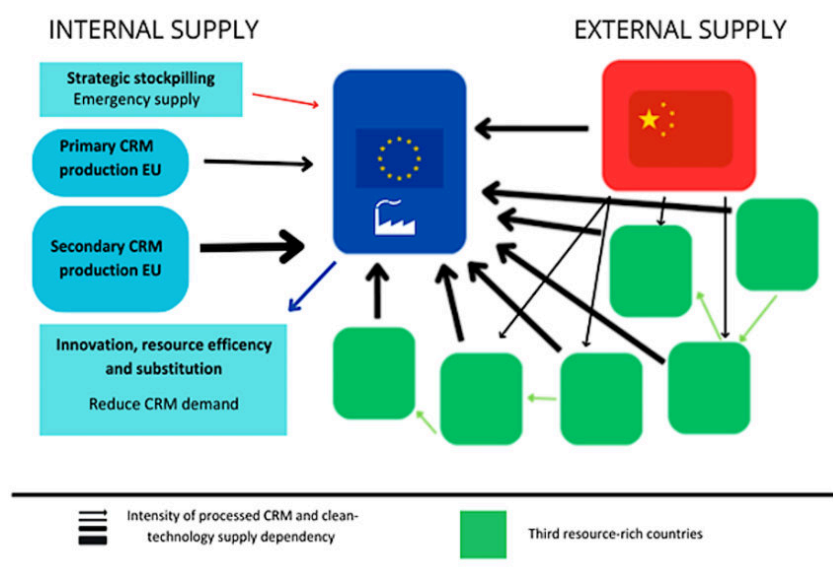 INTERNAL SUPPLY
EXTERNAL SUPPLY
Strategic stockpilling
Emergency supply
Primary CRM
production EU
Secondary CRM
production EU
Innovation, resource efficency
and substitution
Reduce CRM demand
Intensity of processed CRM and clean-
technology supply dependency
Third resource-rich countries